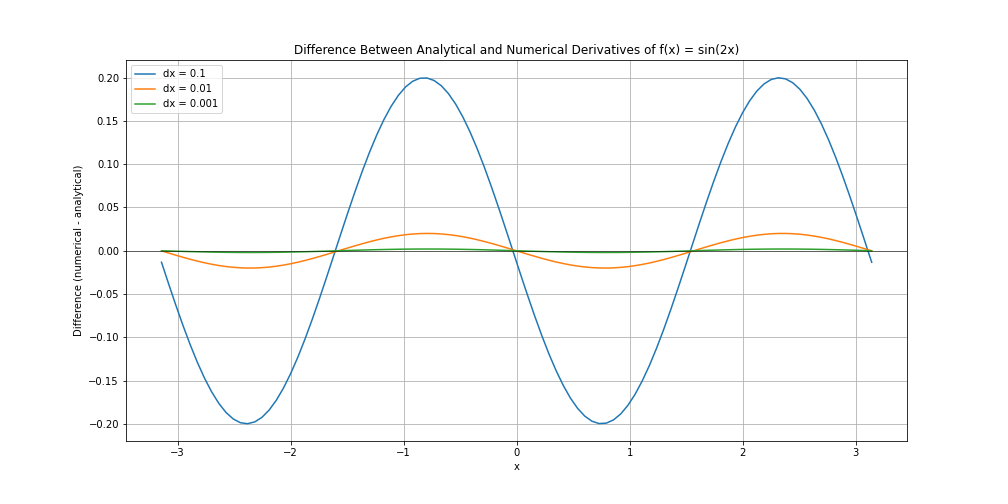 Difference Between Analytical and Numerical Derivatives of f(x) = sin(2x)
dx = 0.1
dx = 0.01
dx = 0.001
Difference (numerical - analytical)
0.20
0.15
0.10
0.05
0.00
−0.05
−0.10
−0.15
−0.20
−3 −2 −1 0 1 2 3
x